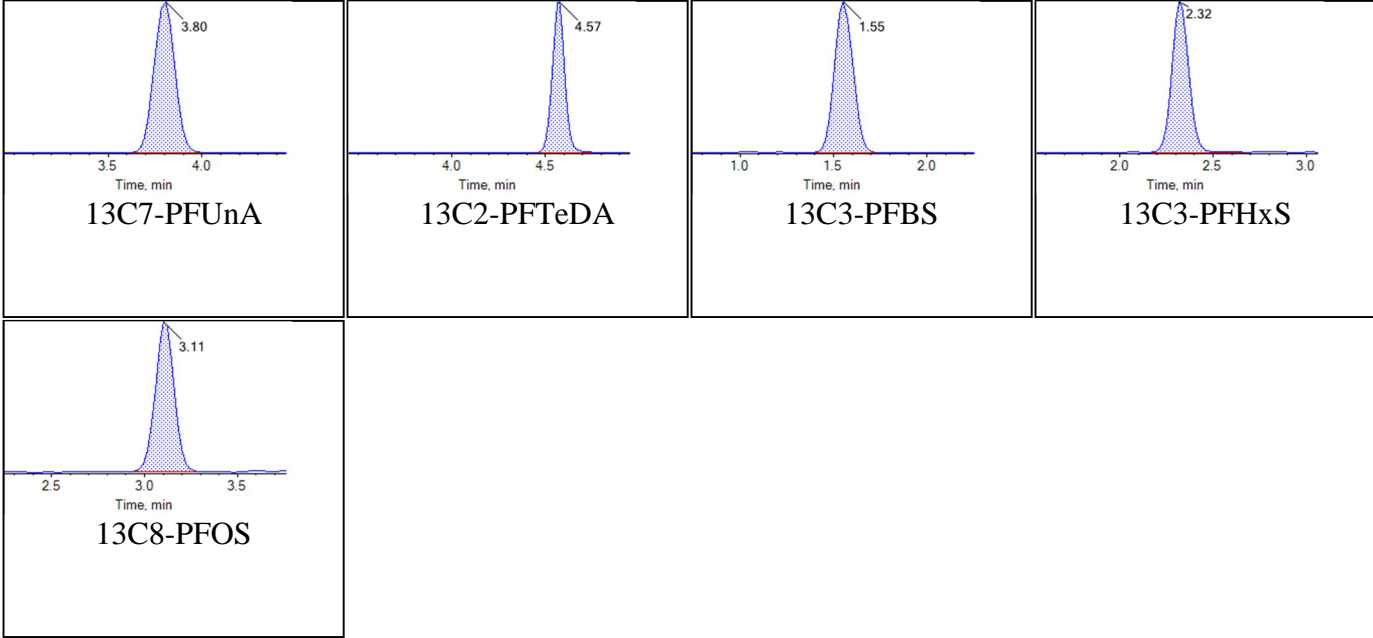 3.80
3.5 4.0
Time, min
13C7-PFUnA
4.57
4.0 4.5
Time, min
13C2-PFTeDA
1.55
1.0 1.5 2.0
Time, min
13C3-PFBS
2.32
2.0 2.5 3.0
Time, min
13C3-PFHxS
3.11
2.5 3.0 3.5
Time, min
13C8-PFOS